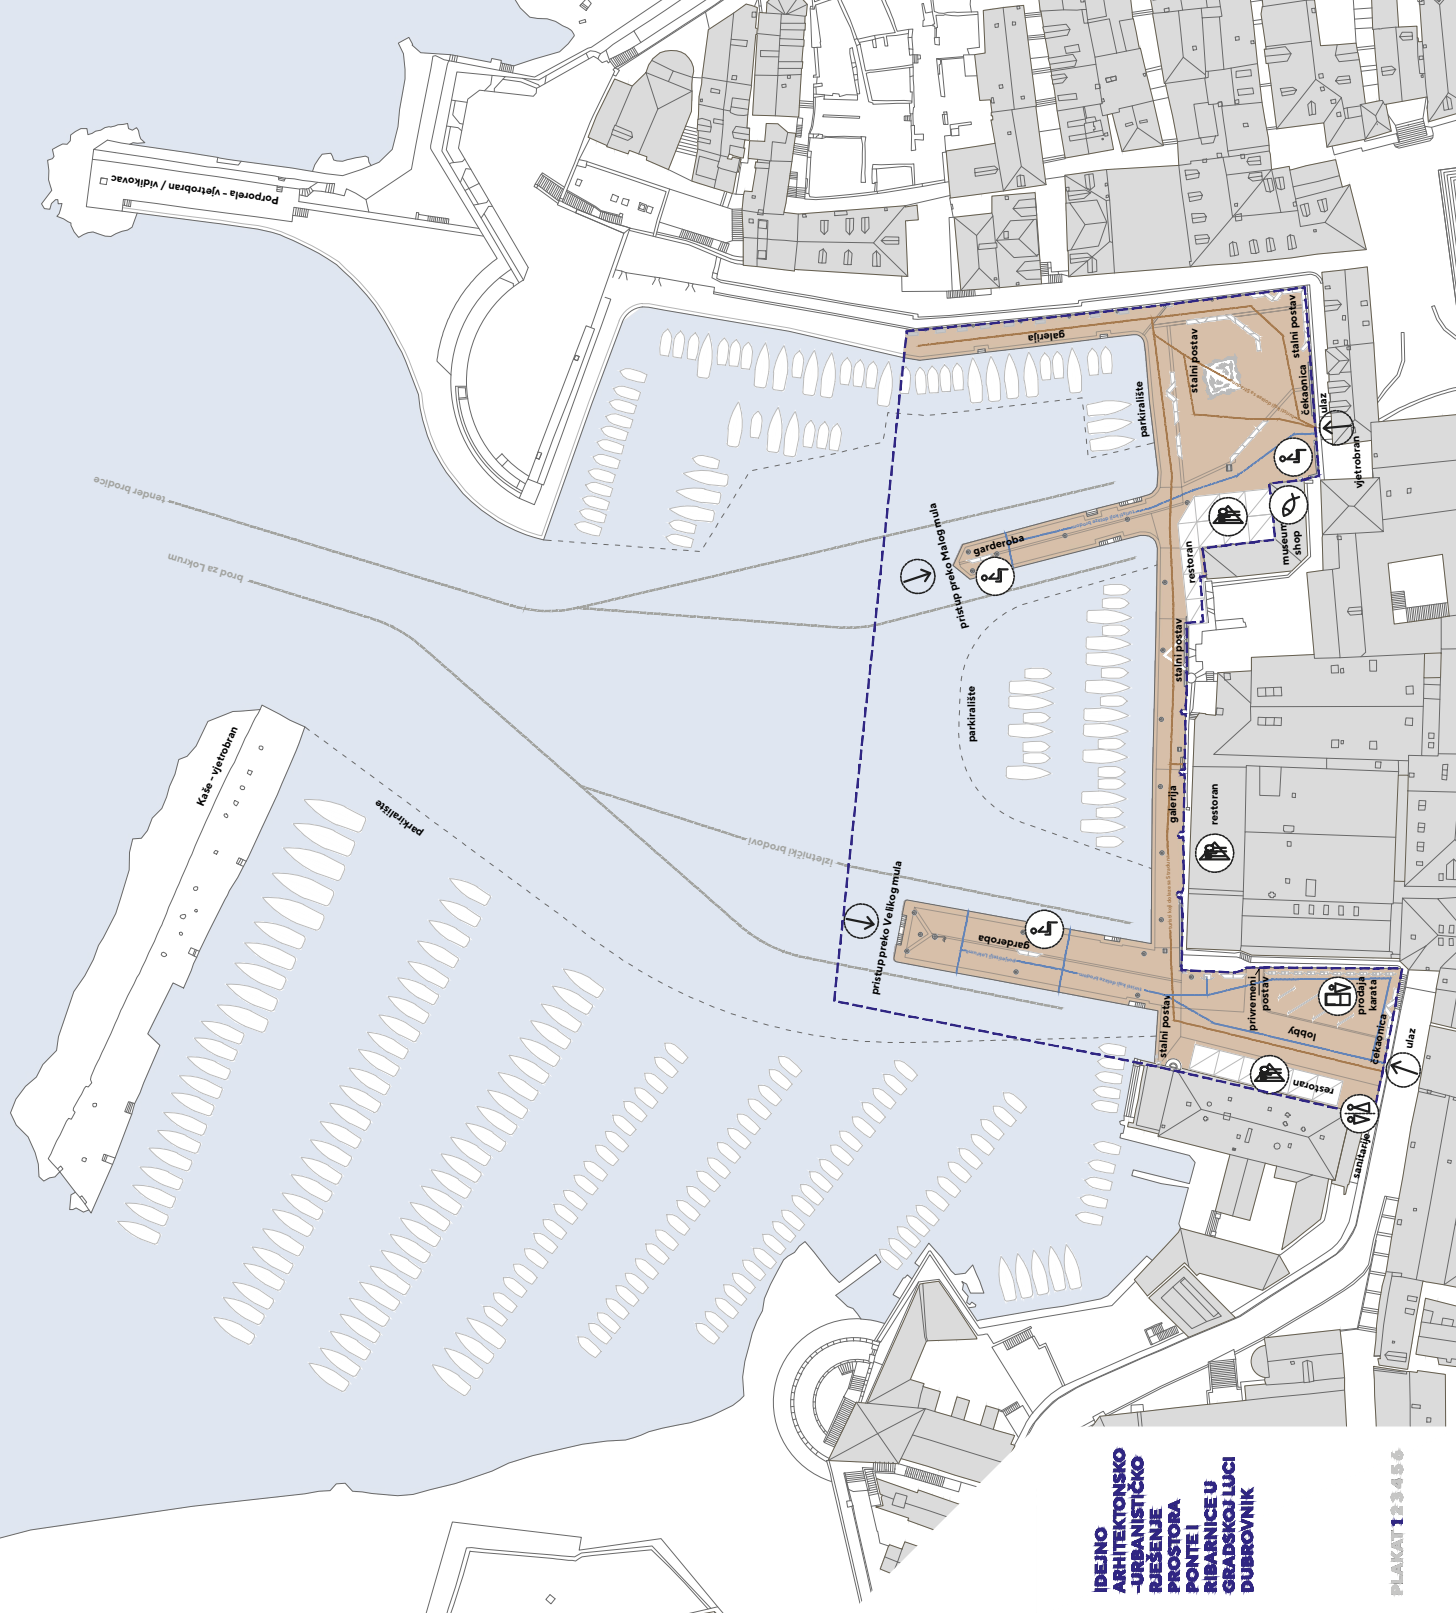 Porporela - vjetrobran / vidikovac
tender brodice
brod za Lokrum
Kaše - vjetrobran
parkiralište
izletnički brodovi
parkiralište
parkiralište
galerija
stalni postav
stalni postav
čekaonica
ulaz
vjetrobran
museum
shop
restoran
garderoba
pristup preko Malog mula
stalni postav
galerija
restoran
pristup preko Velikog mula
garderoba
stalni postav
privremeni
postav
prodaja
karata
lobby
čekaonica
ulaz
restoran
sanitarije
IDEJNO
ARHITEKTONSKO
-URBANISTIČKO
RJEŠENJE
PROSTORA
PONTE I
RIBARNICE U
GRADSKOJ LUCI
DUBROVNIK
PLAKAT 1 2 3 4 5 6